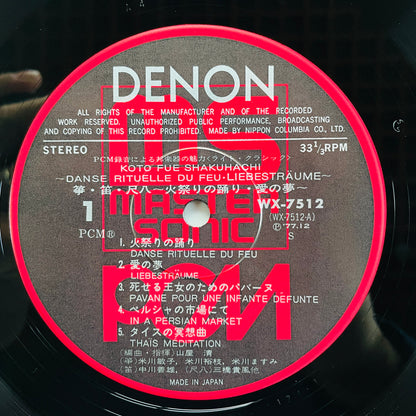 DENON
ALL RIGHTS OF THE MANUFACTURER AND OF THE RECORDED
WORK RESERVED. UNAUTHORIZED PUBLIC PERFORMANCE, BROADCASTING
AND COPYING OF THIS RECORD PROHIBITED. MADE BY NIPPON COLUMBIA CO., LTD.
STEREO
33⅓RPM
PCM録音による邦楽器の魅力<ライト・クラシック>
KOTO FUE SHAKUHACHI
~DANSE RITUELLE DU FEU·LIEBESTRÄUME~
箏・笛・尺八~火祭りの踊り・愛の夢~
1
MASTER
SONIC
WX-7512
(WX-7512-A)
PCM®
Ⓟ'77.12
S
1. 火祭りの踊り
DANSE RITUELLE DU FEU
2. 愛の夢
LIEBESTRÄUME
3. 死せる王女のためのパバーヌ
PAVANE POUR UNE INFANTE DÉFUNTE
4. ペルシャの市場にて
IN A PERSIAN MARKET
5. タイスの瞑想曲
THAÏS MEDITATION
(編曲・指揮)山屋 清
(箏)米川敏子,米川裕枝,米川ますみ
(笛)中川善雄,(尺八)三橋貴風他
MADE IN JAPAN